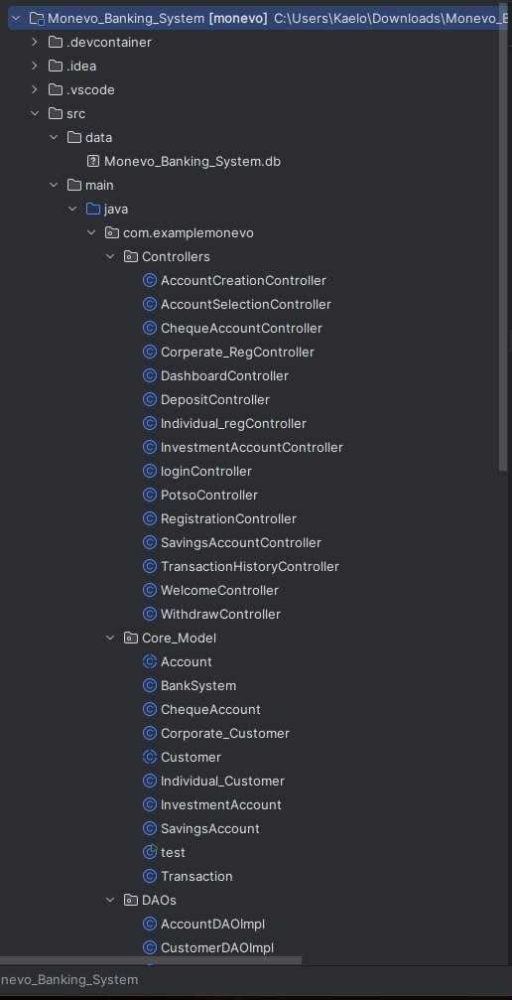 Monevo_Banking_System [monevo] C:\Users\Kaelo\Downloads\Monevo_B
.devcontainer
.idea
.vscode
src
data
Monevo_Banking_System.db
main
java
com.examplemonevo
Controllers
AccountCreationController
AccountSelectionController
ChequeAccountController
Corperate_RegController
DashboardController
DepositController
Individual_regController
InvestmentAccountController
loginController
PotsoController
RegistrationController
SavingsAccountController
TransactionHistoryController
WelcomeController
WithdrawController
Core_Model
Account
BankSystem
ChequeAccount
Corporate_Customer
Customer
Individual_Customer
InvestmentAccount
SavingsAccount
test
Transaction
DAOs
AccountDAOImpl
CustomerDAOImpl
nevo_Banking_System